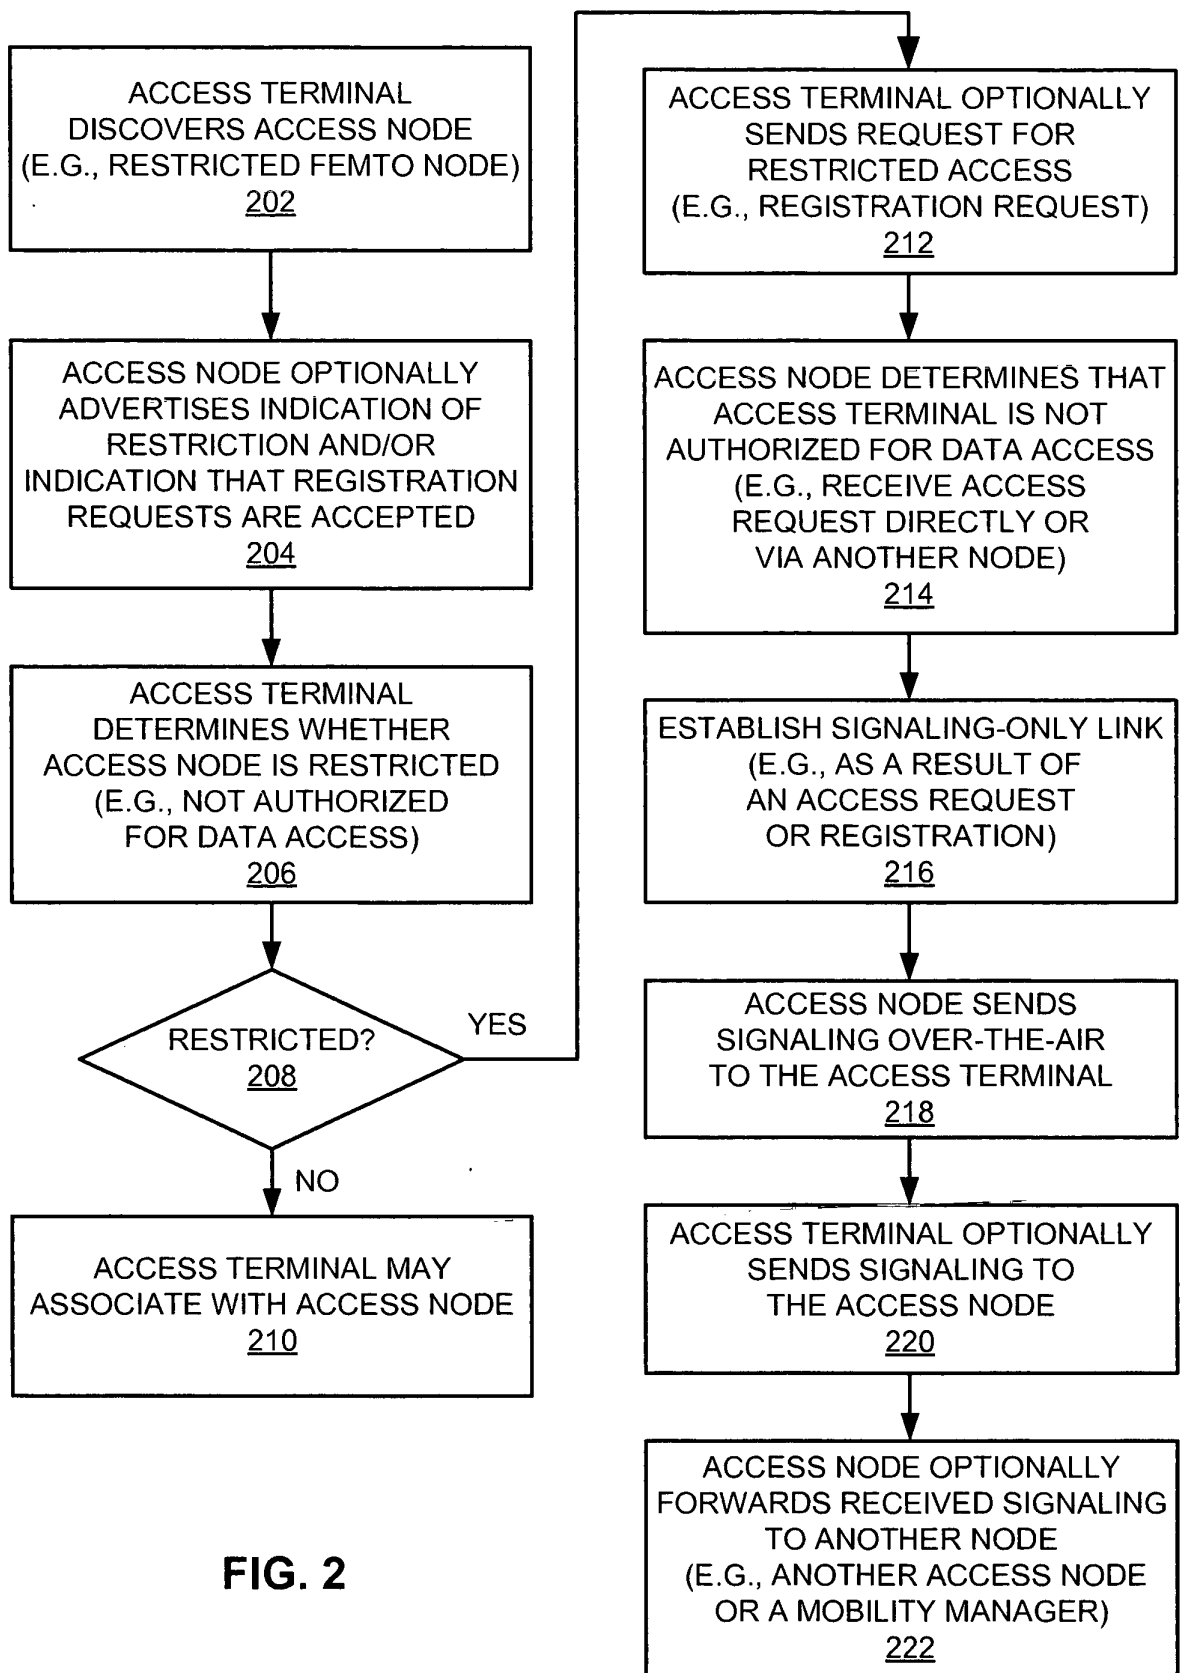 ACCESS TERMINAL
DISCOVERS ACCESS NODE
(E.G., RESTRICTED FEMTO NODE)
202
ACCESS NODE OPTIONALLY
ADVERTISES INDICATION OF
RESTRICTION AND/OR
INDICATION THAT REGISTRATION
REQUESTS ARE ACCEPTED
204
ACCESS TERMINAL
DETERMINES WHETHER
ACCESS NODE IS RESTRICTED
(E.G., NOT AUTHORIZED
FOR DATA ACCESS)
206
RESTRICTED?
208
YES
NO
ACCESS TERMINAL MAY
ASSOCIATE WITH ACCESS NODE
210
ACCESS TERMINAL OPTIONALLY
SENDS REQUEST FOR
RESTRICTED ACCESS
(E.G., REGISTRATION REQUEST)
212
ACCESS NODE DETERMINES THAT
ACCESS TERMINAL IS NOT
AUTHORIZED FOR DATA ACCESS
(E.G., RECEIVE ACCESS
REQUEST DIRECTLY OR
VIA ANOTHER NODE)
214
ESTABLISH SIGNALING-ONLY LINK
(E.G., AS A RESULT OF
AN ACCESS REQUEST
OR REGISTRATION)
216
ACCESS NODE SENDS
SIGNALING OVER-THE-AIR
TO THE ACCESS TERMINAL
218
ACCESS TERMINAL OPTIONALLY
SENDS SIGNALING TO
THE ACCESS NODE
220
ACCESS NODE OPTIONALLY
FORWARDS RECEIVED SIGNALING
TO ANOTHER NODE
(E.G., ANOTHER ACCESS NODE
OR A MOBILITY MANAGER)
222
FIG. 2